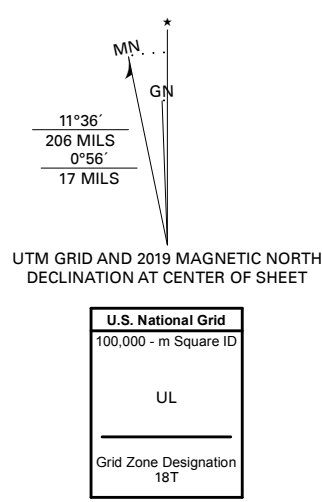 ★
MN
GN
11°36´
206 MILS
0°56´
17 MILS
UTM GRID AND 2019 MAGNETIC NORTH
DECLINATION AT CENTER OF SHEET
U.S. National Grid
100,000 - m Square ID
UL
Grid Zone Designation
18T